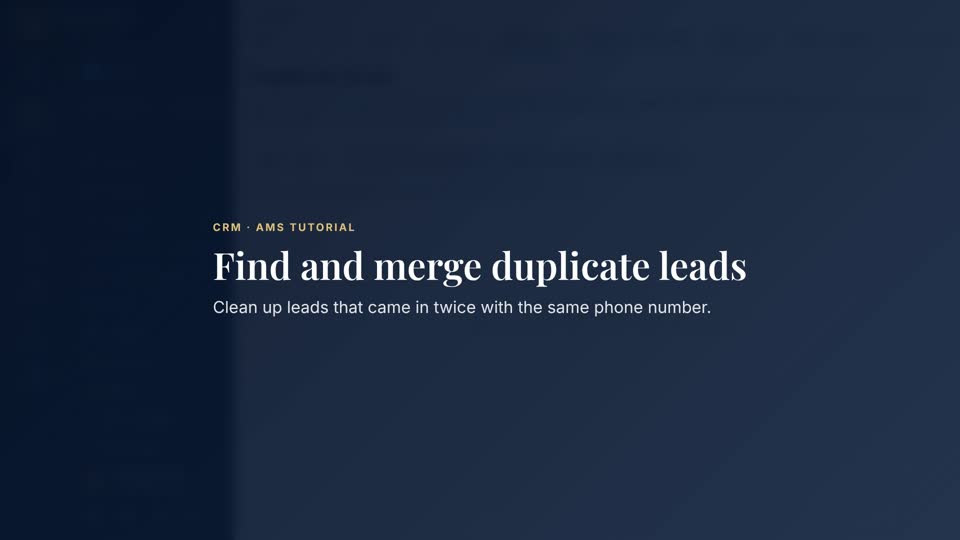 CRM · AMS TUTORIAL
Find and merge duplicate leads
Clean up leads that came in twice with the same phone number.